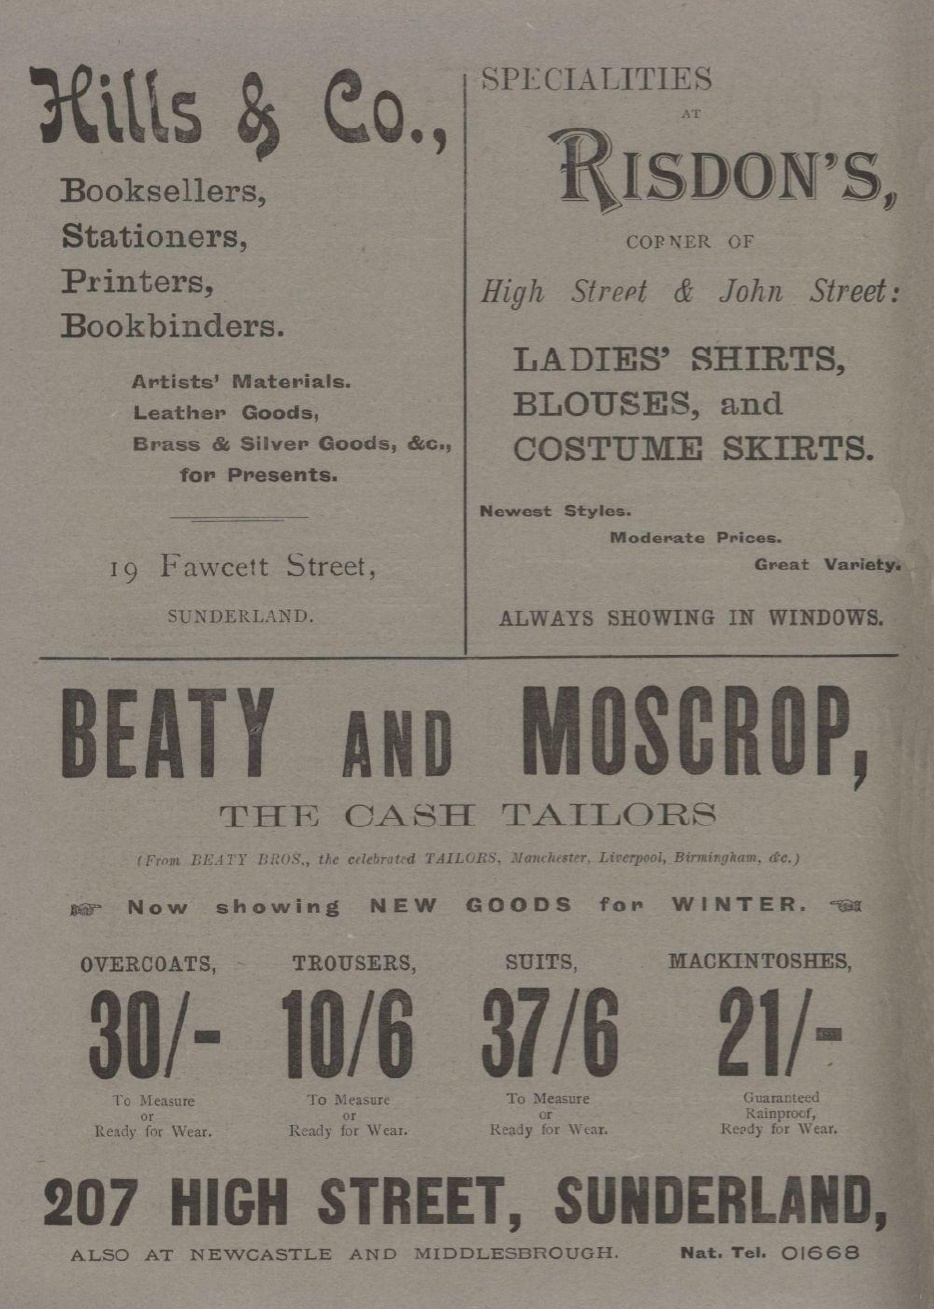 Hills & Co.,
Booksellers,
Stationers,
Printers,
Bookbinders.
Artists' Materials.
Leather Goods,
Brass & Silver Goods, &c.,
for Presents.
19 Fawcett Street,
SUNDERLAND.
SPECIALITIES
AT
RISDON'S,
CORNER OF
High Street & John Street:
LADIES' SHIRTS,
BLOUSES, and
COSTUME SKIRTS.
Newest Styles.
Moderate Prices.
Great Variety.
ALWAYS SHOWING IN WINDOWS.
BEATY AND MOSCROP,
THE CASH TAILORS
(From BEATY BROS., the celebrated TAILORS, Manchester, Liverpool, Birmingham, &c.)
☞ Now showing NEW GOODS for WINTER. ☜
OVERCOATS, TROUSERS, SUITS, MACKINTOSHES,
30/- 10/6 37/6 21/-
To Measure To Measure To Measure Guaranteed
or or or Rainproof,
Ready for Wear. Ready for Wear. Ready for Wear. Ready for Wear.
207 HIGH STREET, SUNDERLAND,
ALSO AT NEWCASTLE AND MIDDLESBROUGH. Nat. Tel. 01668